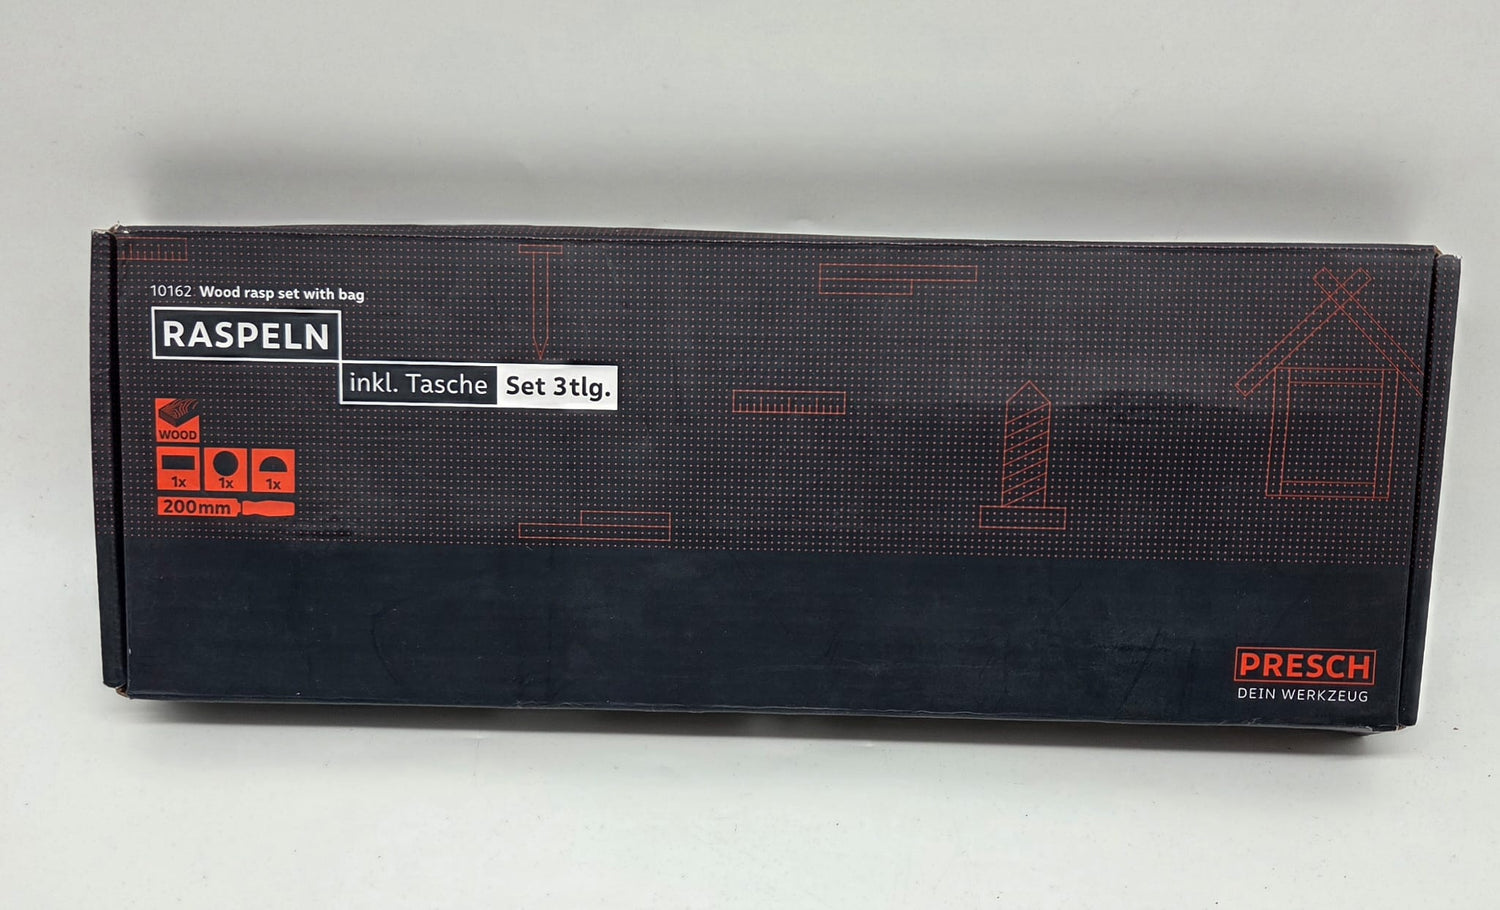 10162 Wood rasp set with bag
RASPELN
inkl. Tasche Set 3tlg.
WOOD
1x 1x 1x
200mm
PRESCH
DEIN WERKZEUG